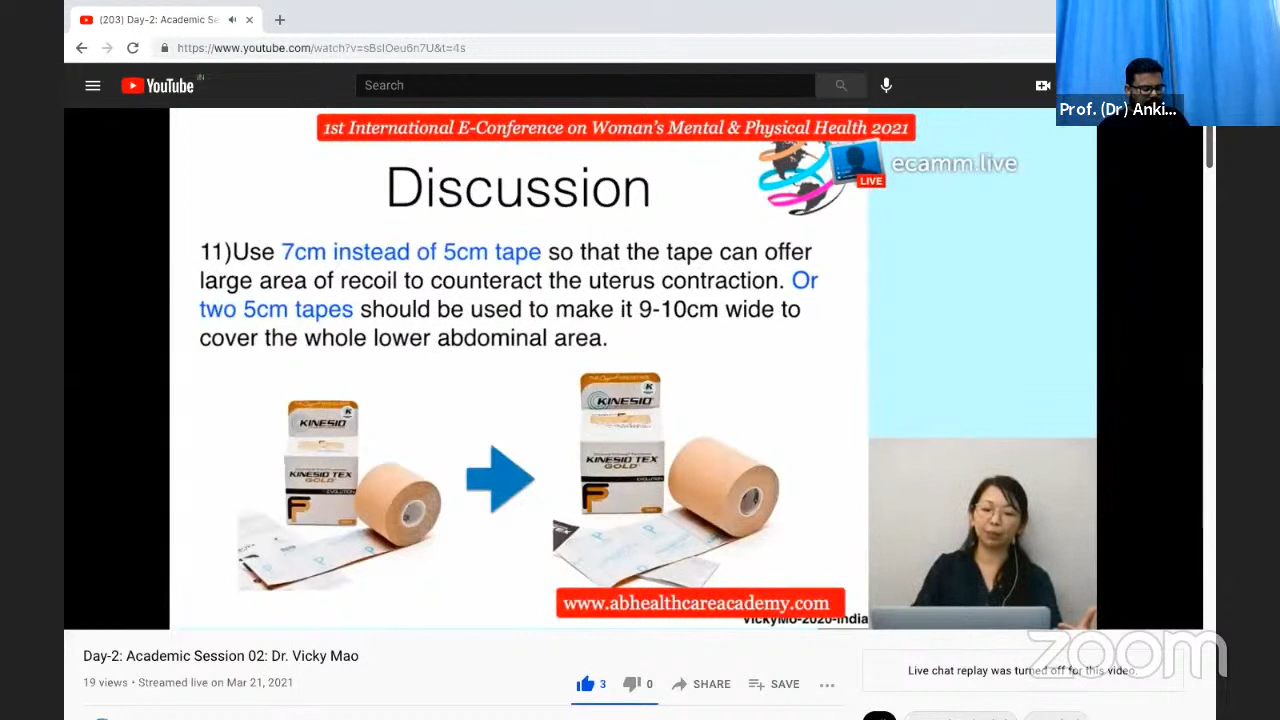 (203) Day-2: Academic Se
https://www.youtube.com/watch?v=sBsIOeu6n7U&t=4s
Prof. (Dr) Anki...
YouTube IN
Search
1st International E-Conference on Woman's Mental & Physical Health 2021
ecamm.live
LIVE
Discussion
11)Use 7cm instead of 5cm tape so that the tape can offer
large area of recoil to counteract the uterus contraction. Or
two 5cm tapes should be used to make it 9-10cm wide to
cover the whole lower abdominal area.
KINESIO
KINESIO TEX
GOLD
EVOLUTION
KINESIO
KINESIO TEX
GOLD
EVOLUTION
www.abhealthcareacademy.com
VickyMo-2020-India
zoom
Day-2: Academic Session 02: Dr. Vicky Mao
19 views • Streamed live on Mar 21, 2021
3
0
SHARE
SAVE
Live chat replay was turned off for this video.